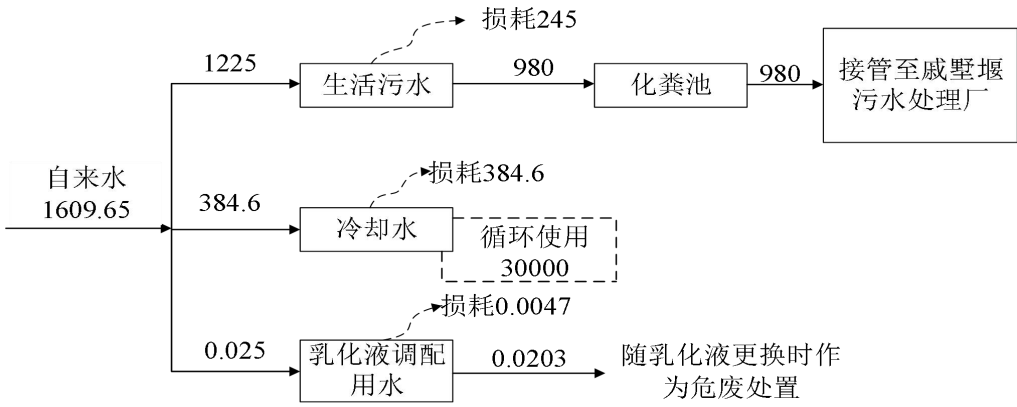 损耗245
1225
生活污水
980
化粪池
980
接管至戚墅堰
污水处理厂
自来水
1609.65
损耗384.6
384.6
冷却水
循环使用
30000
损耗0.0047
0.025
乳化液调配
用水
0.0203
随乳化液更换时作
为危废处置